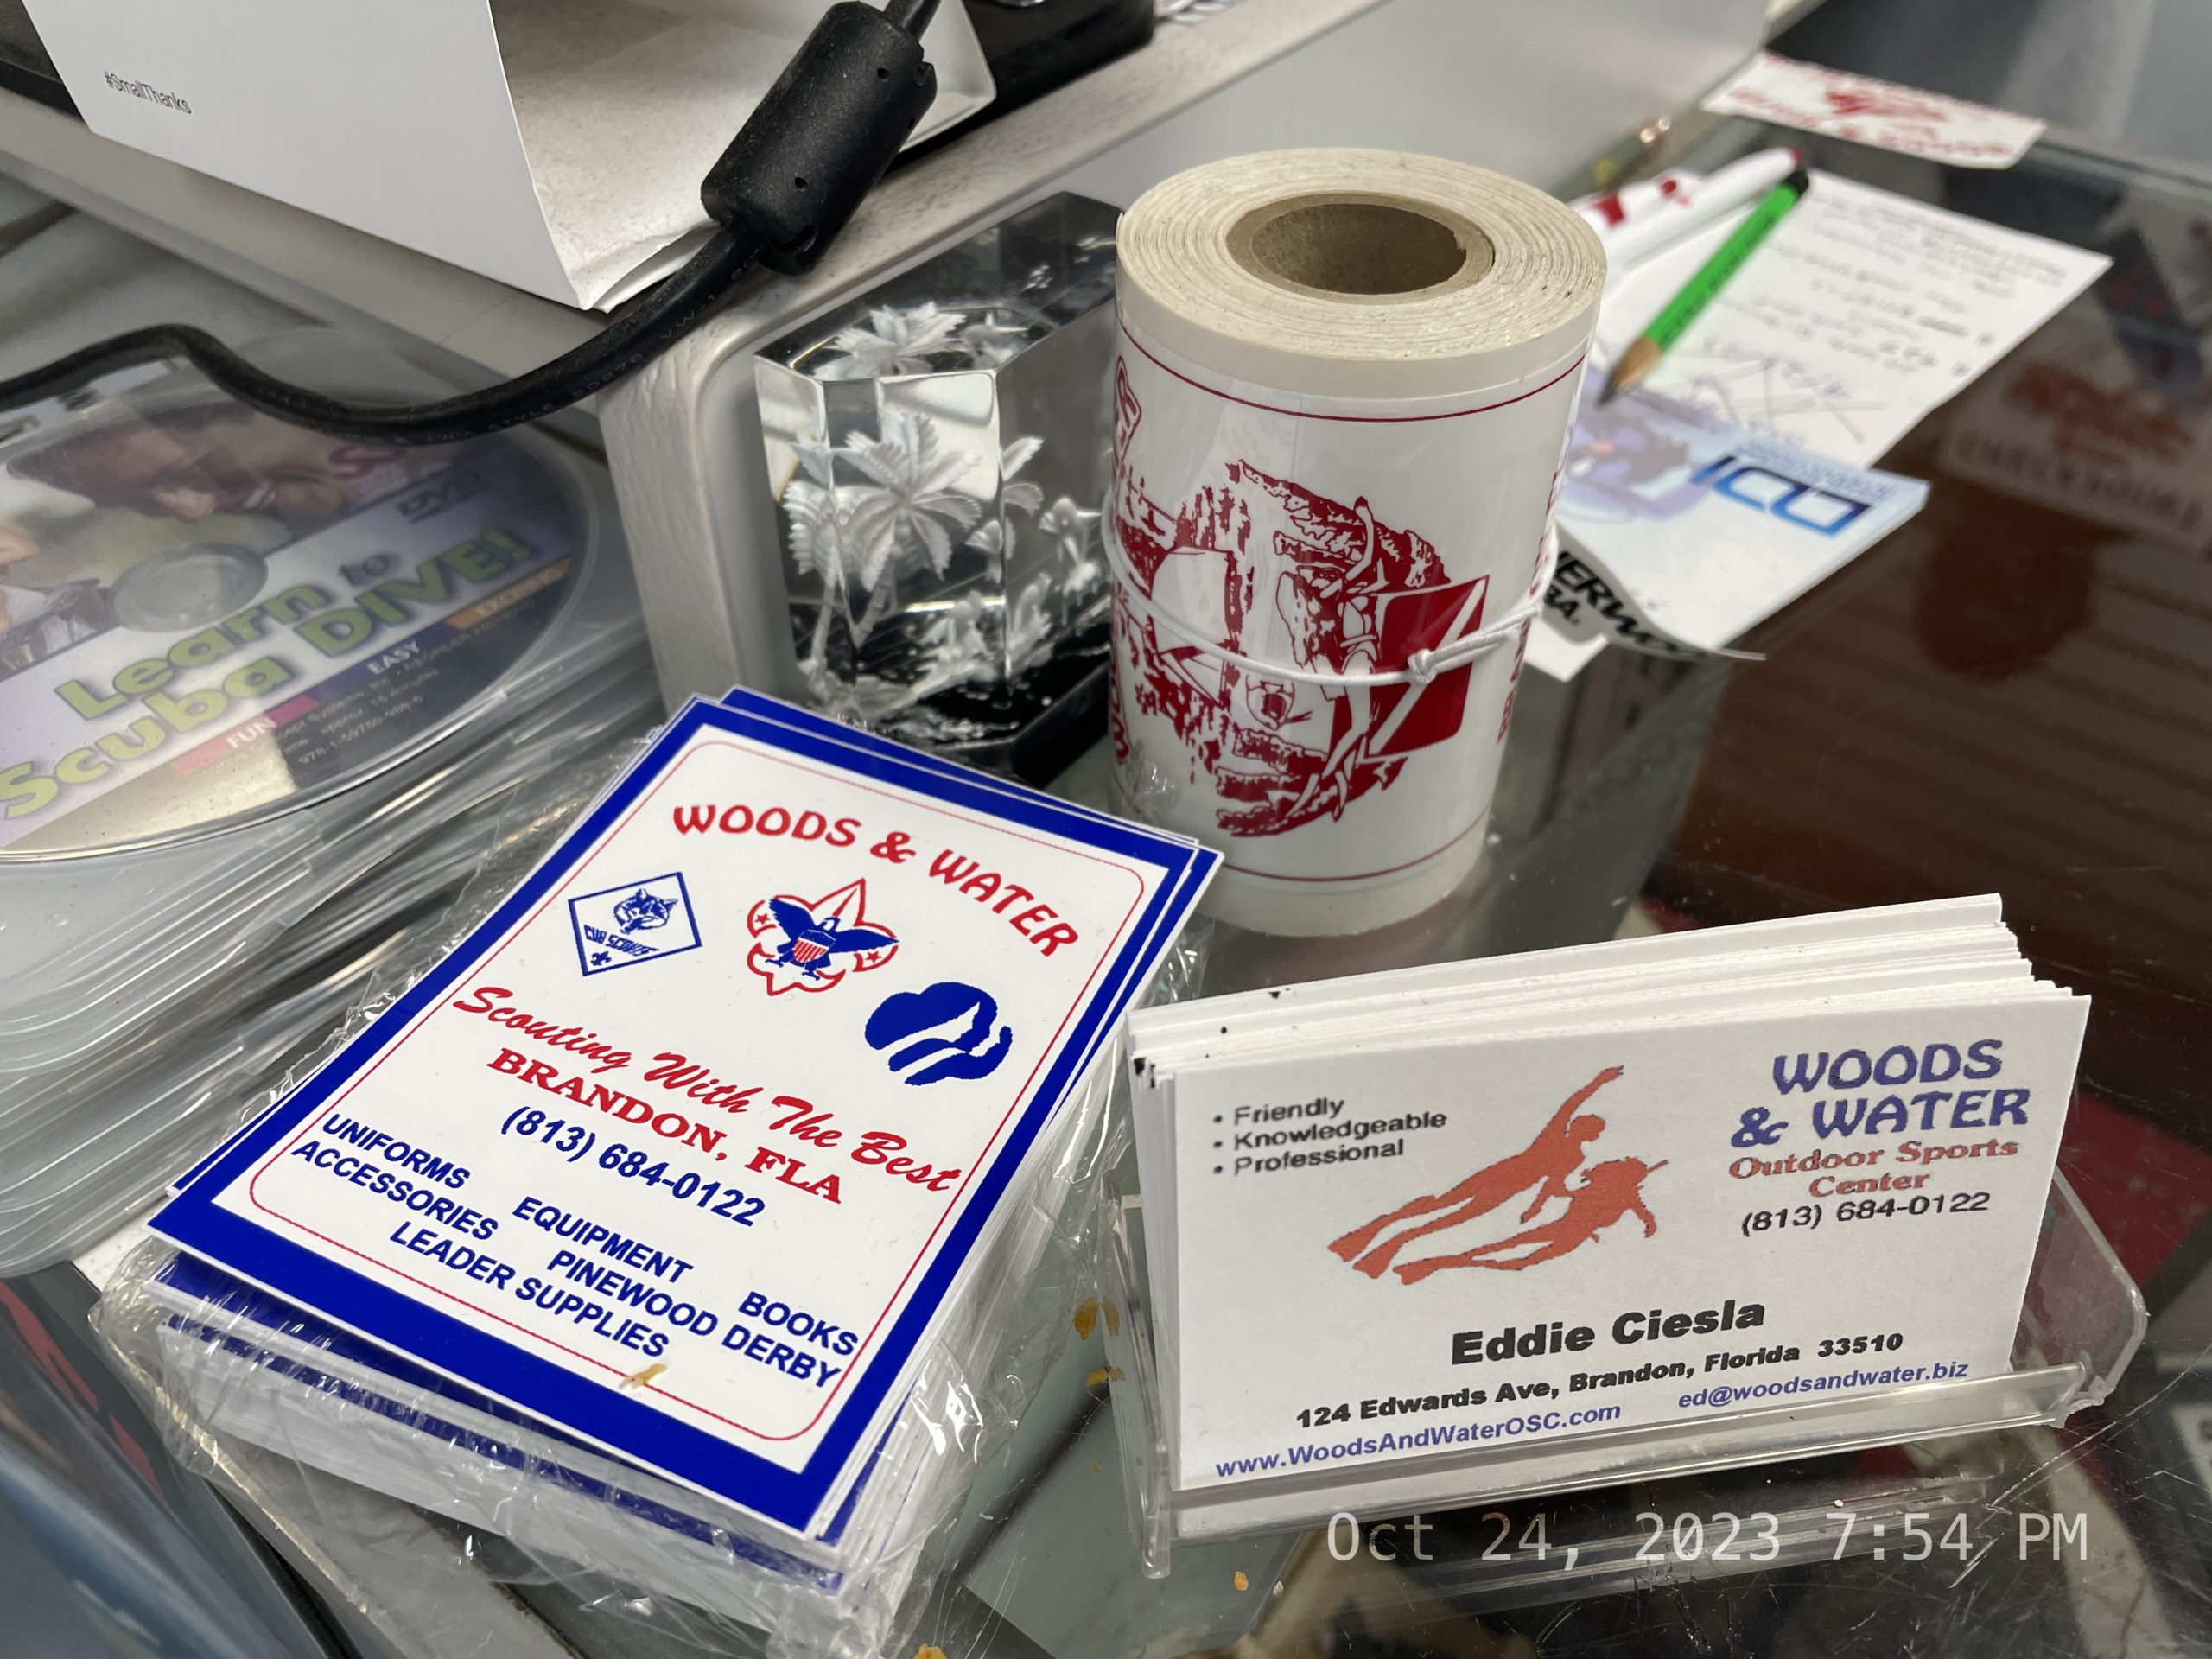 #SmallThanks
DVD
Learn to
Scuba DIVE!
FUN
EASY
WOODS & WATER
CUB SCOUTS
Scouting With The Best
BRANDON, FLA
(813) 684-0122
UNIFORMS
ACCESSORIES
EQUIPMENT
BOOKS
LEADER SUPPLIES
PINEWOOD DERBY
• Friendly
• Knowledgeable
• Professional
WOODS
& WATER
Outdoor Sports
Center
(813) 684-0122
Eddie Ciesla
124 Edwards Ave, Brandon, Florida 33510
www.WoodsAndWaterOSC.com ed@woodsandwater.biz
Oct 24, 2023 7:54 PM